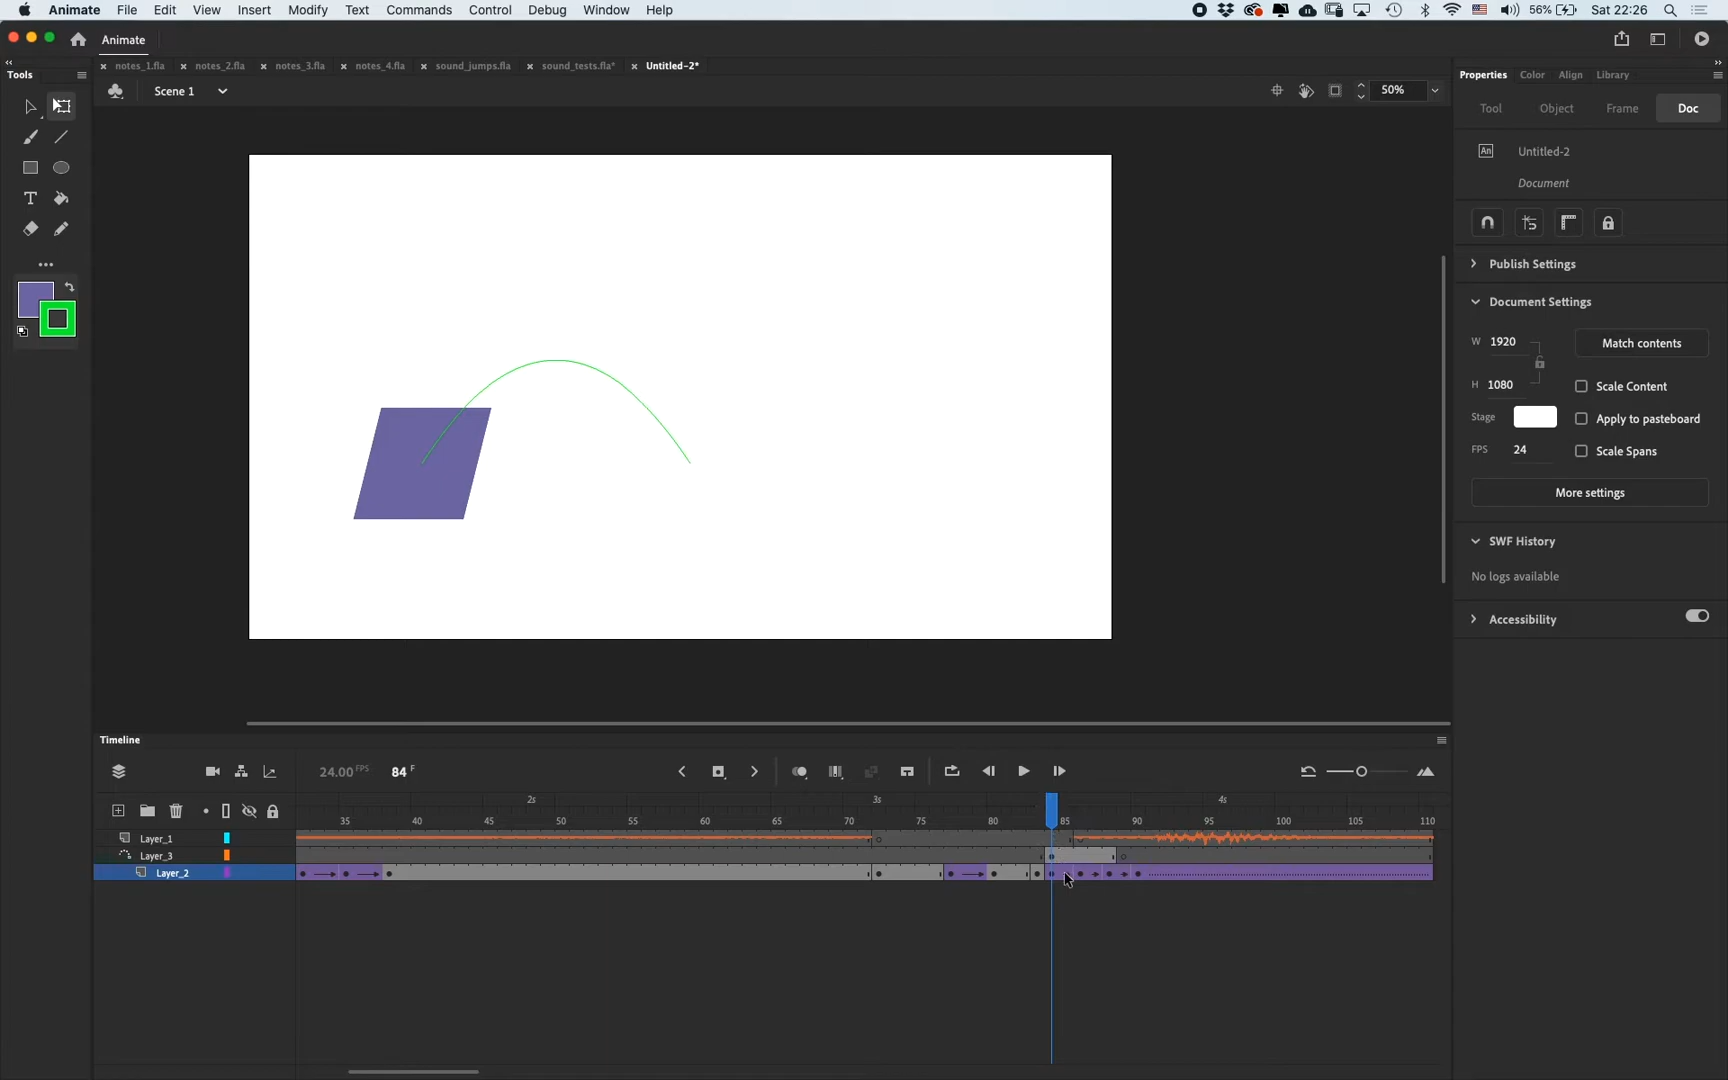 Animate File Edit View Insert Modify Text Commands Control Debug Window Help 56% Sat 22:26
Animate
Tools
notes_1.fla notes_2.fla notes_3.fla notes_4.fla sound_jumps.fla sound_tests.fla* Untitled-2*
Scene 1 50%
T
Properties Color Align Library
Tool Object Frame Doc
An Untitled-2
Document
Publish Settings
Document Settings
W 1920 Match contents
H 1080 Scale Content
Stage Apply to pasteboard
FPS 24 Scale Spans
More settings
SWF History
No logs available
Accessibility
Timeline
24.00 FPS 84 F
2s 3s 4s
35 40 45 50 55 60 65 70 75 80 85 90 95 100 105 110
Layer_1
Layer_3
Layer_2